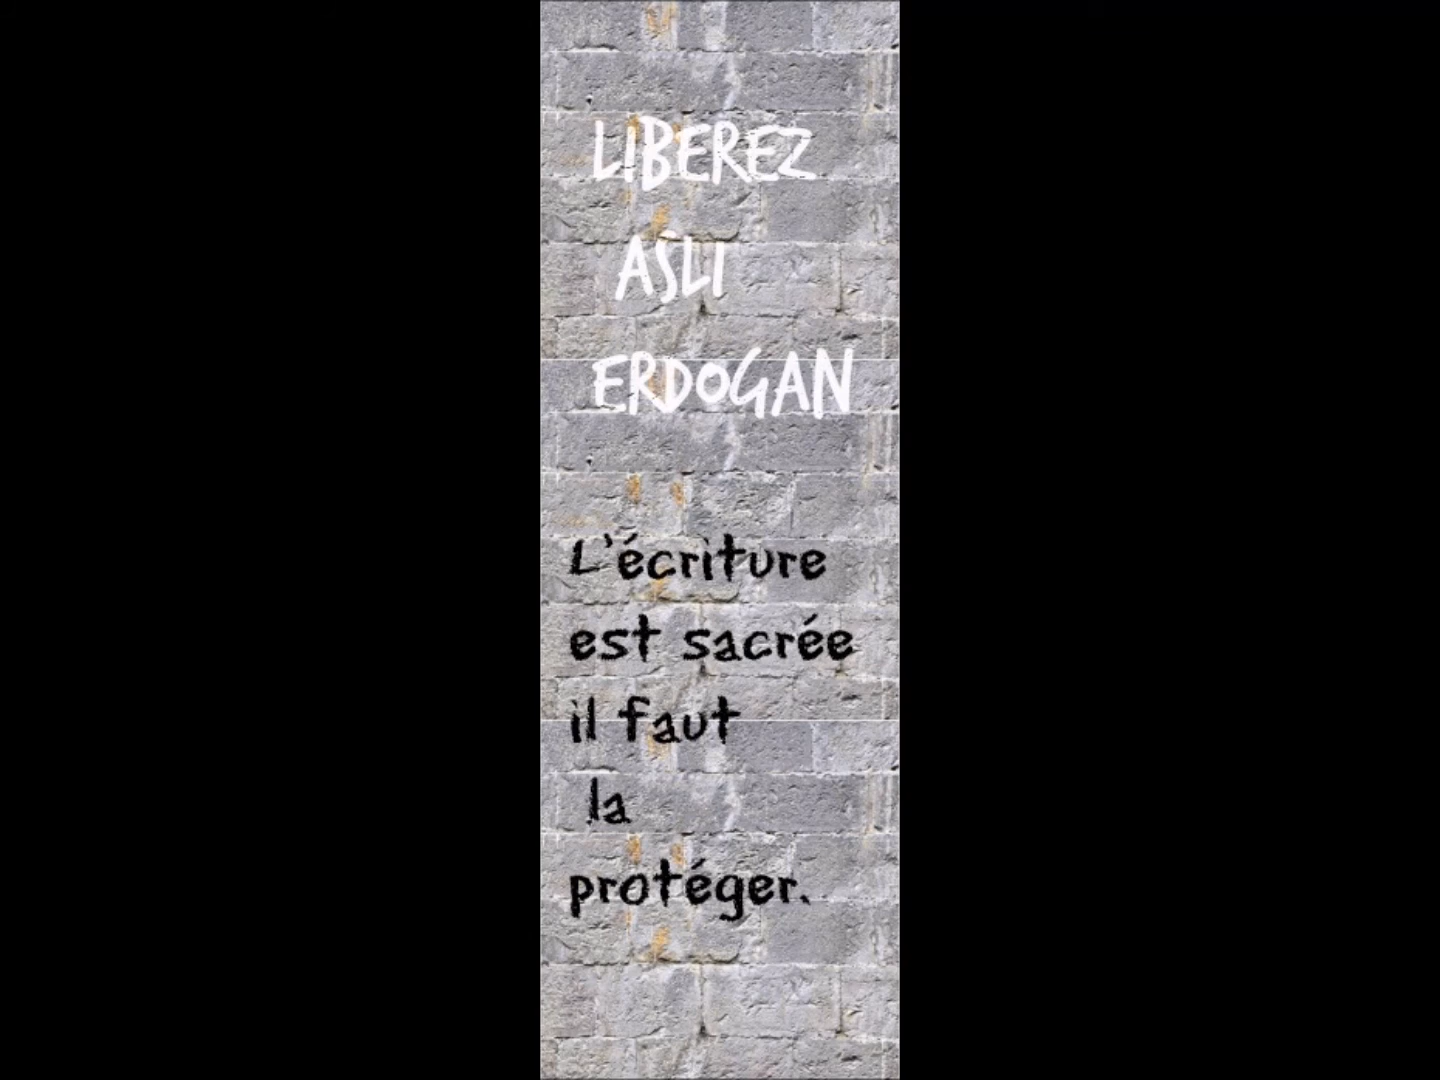 LIBEREZ
ASLI
ERDOGAN
L'écriture
est sacrée
il faut
la
protéger.